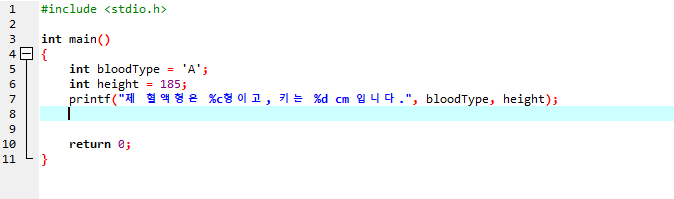 1 #include <stdio.h>
2
3 int main()
4 {
5 int bloodType = 'A';
6 int height = 185;
7 printf("제 혈액형은 %c형이고, 키는 %d cm입니다.", bloodType, height);
8
9
10 return 0;
11 }